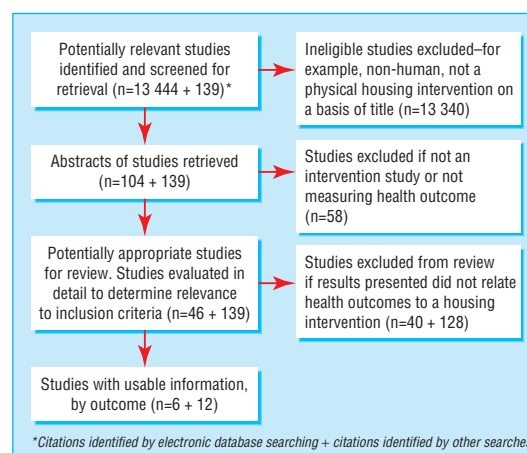 Potentially relevant studies
identified and screened for
retrieval (n=13 444 + 139)*
Ineligible studies excluded–for
example, non-human, not a
physical housing intervention on
a basis of title (n=13 340)
Abstracts of studies retrieved
(n=104 + 139)
Studies excluded if not an
intervention study or not
measuring health outcome
(n=58)
Potentially appropriate studies
for review. Studies evaluated in
detail to determine relevance
to inclusion criteria (n=46 + 139)
Studies excluded from review
if results presented did not relate
health outcomes to a housing
intervention (n=40 + 128)
Studies with usable information,
by outcome (n=6 + 12)
*Citations identified by electronic database searching + citations identified by other searches